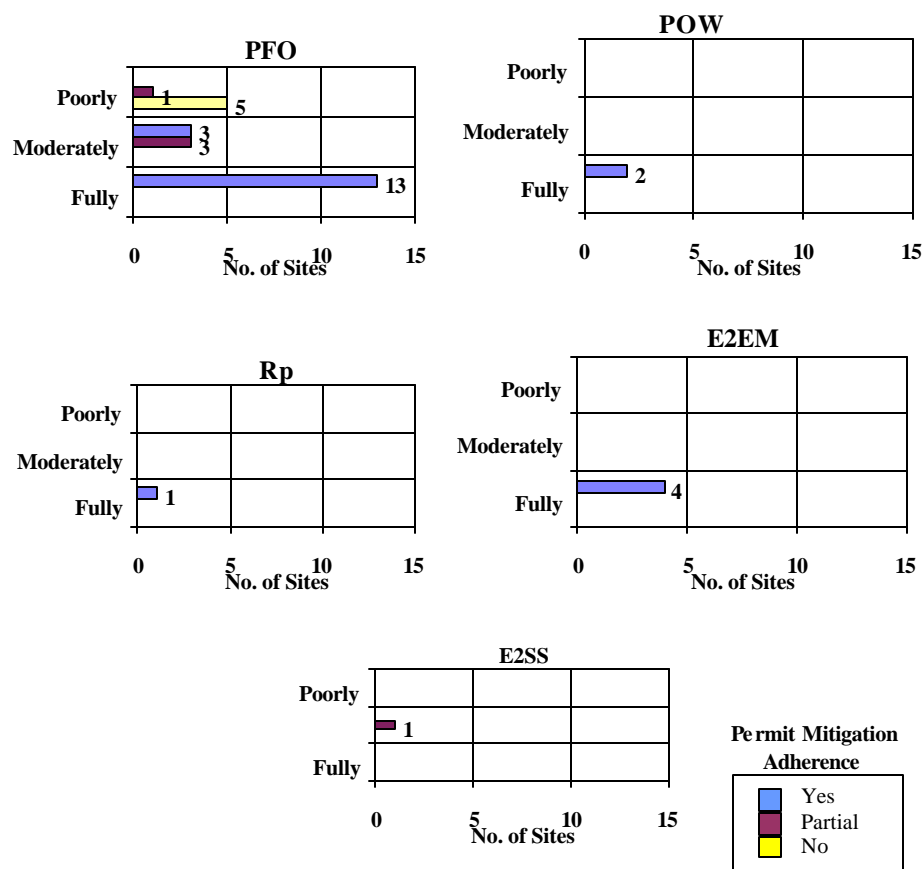 PFO
Poorly
1
5
Moderately
3
3
Fully
13
0 5 10 15
No. of Sites
POW
Poorly
Moderately
Fully
2
0 5 10 15
No. of Sites
Rp
Poorly
Moderately
Fully
1
0 5 10 15
No. of Sites
E2EM
Poorly
Moderately
Fully
4
0 5 10 15
No. of Sites
E2SS
Poorly
1
Fully
0 5 10 15
No. of Sites
Permit Mitigation
Adherence
Yes
Partial
No